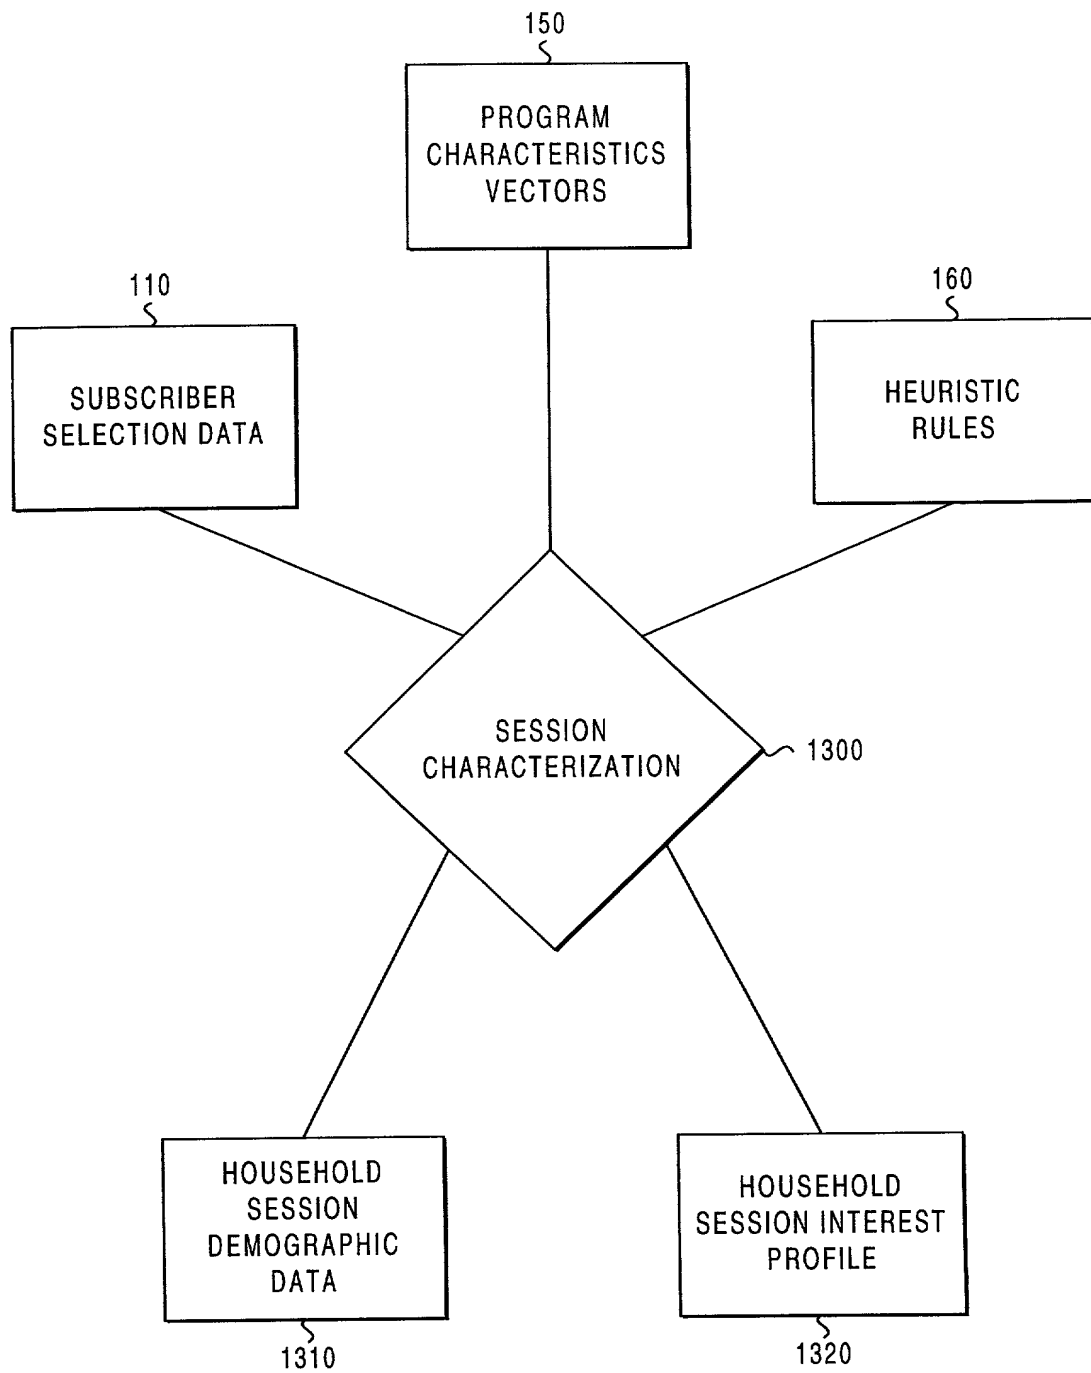 150
PROGRAM
CHARACTERISTICS
VECTORS
110
SUBSCRIBER
SELECTION DATA
160
HEURISTIC
RULES
SESSION
CHARACTERIZATION
1300
HOUSEHOLD
SESSION
DEMOGRAPHIC
DATA
1310
HOUSEHOLD
SESSION INTEREST
PROFILE
1320